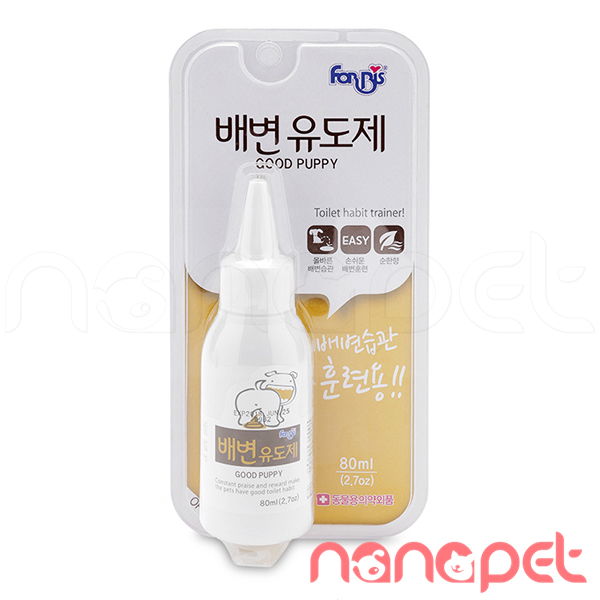 ForBis
배변 유도제
GOOD PUPPY
Toilet habit trainer!
EASY
올바른 손쉬운 순한향
배변습관 배변훈련
nanapet
배변습관
훈련용!!
ForBis
배변 유도제
GOOD PUPPY
Constant praise and reward make
the pets have good toilet habit
80ml (2,7oz)
80ml
(2,7oz)
동물용의약외품
nanapet